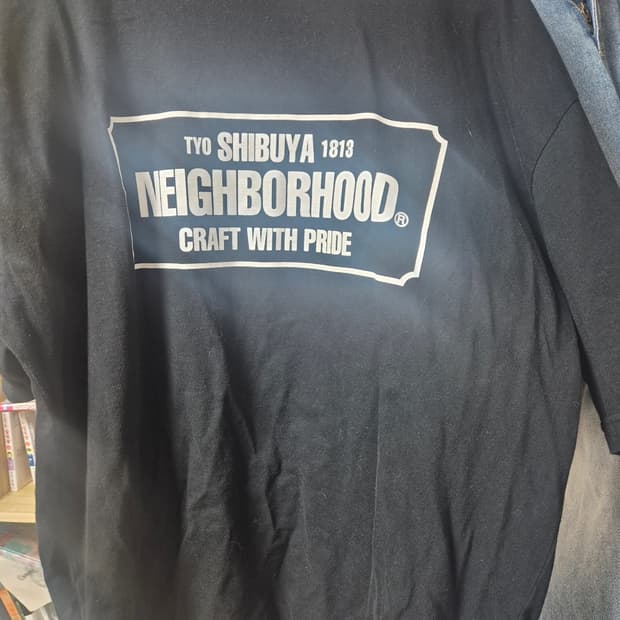 TYO SHIBUYA 1813
NEIGHBORHOOD®
CRAFT WITH PRIDE